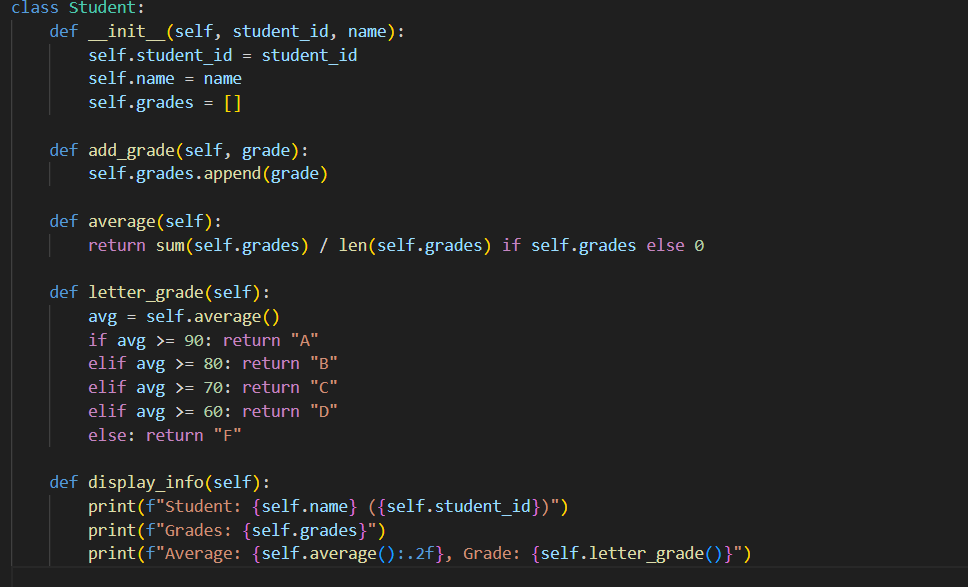 class Student:
    def __init__(self, student_id, name):
        self.student_id = student_id
        self.name = name
        self.grades = []

    def add_grade(self, grade):
        self.grades.append(grade)

    def average(self):
        return sum(self.grades) / len(self.grades) if self.grades else 0

    def letter_grade(self):
        avg = self.average()
        if avg >= 90: return "A"
        elif avg >= 80: return "B"
        elif avg >= 70: return "C"
        elif avg >= 60: return "D"
        else: return "F"

    def display_info(self):
        print(f"Student: {self.name} ({self.student_id})")
        print(f"Grades: {self.grades}")
        print(f"Average: {self.average():.2f}, Grade: {self.letter_grade()}")